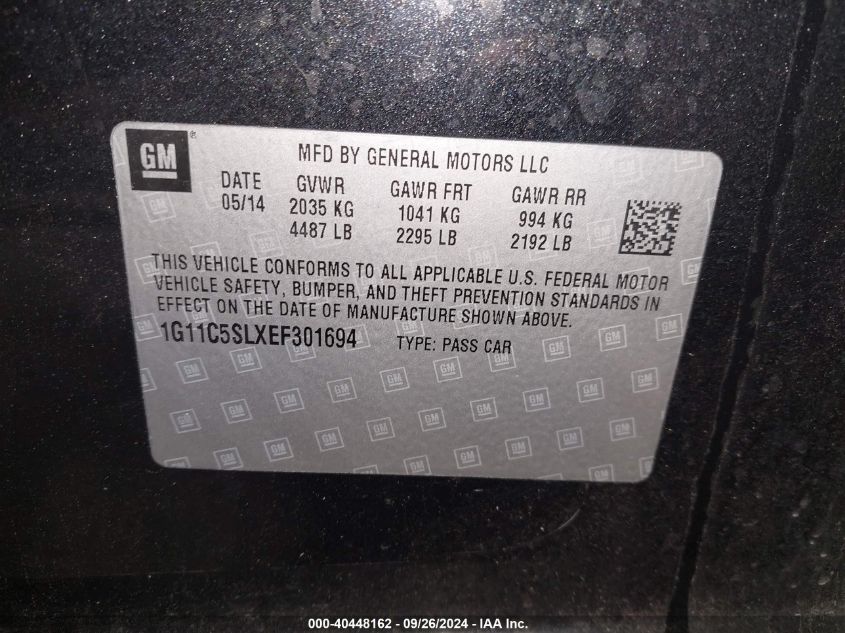 GM
MFD BY GENERAL MOTORS LLC
DATE GVWR GAWR FRT GAWR RR
05/14 2035 KG 1041 KG 994 KG
4487 LB 2295 LB 2192 LB
THIS VEHICLE CONFORMS TO ALL APPLICABLE U.S. FEDERAL MOTOR
VEHICLE SAFETY, BUMPER, AND THEFT PREVENTION STANDARDS IN
EFFECT ON THE DATE OF MANUFACTURE SHOWN ABOVE.
1G11C5SLXEF301694 TYPE: PASS CAR
000-40448162 - 09/26/2024 - IAA Inc.